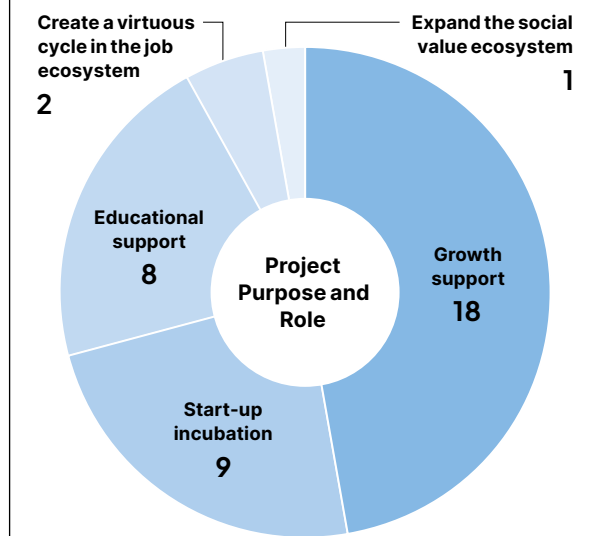 Create a virtuous
cycle in the job
ecosystem
2
Expand the social
value ecosystem
1
Educational
support
8
Project
Purpose and
Role
Growth
support
18
Start-up
incubation
9